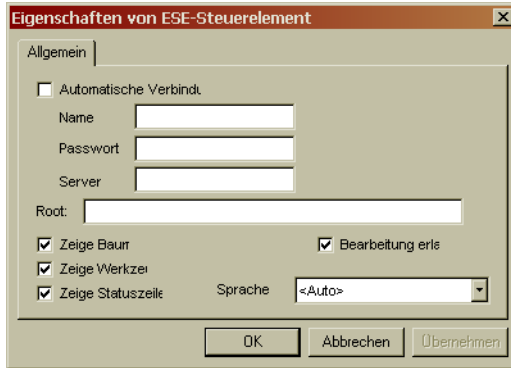 Eigenschaften von ESE-Steuerelement
Allgemein
Automatische Verbindu
Name
Passwort
Server
Root:
Zeige Baum
Bearbeitung erla
Zeige Werkze
Zeige Statuszeile
Sprache
<Auto>
OK
Abbrechen
Übernehmen